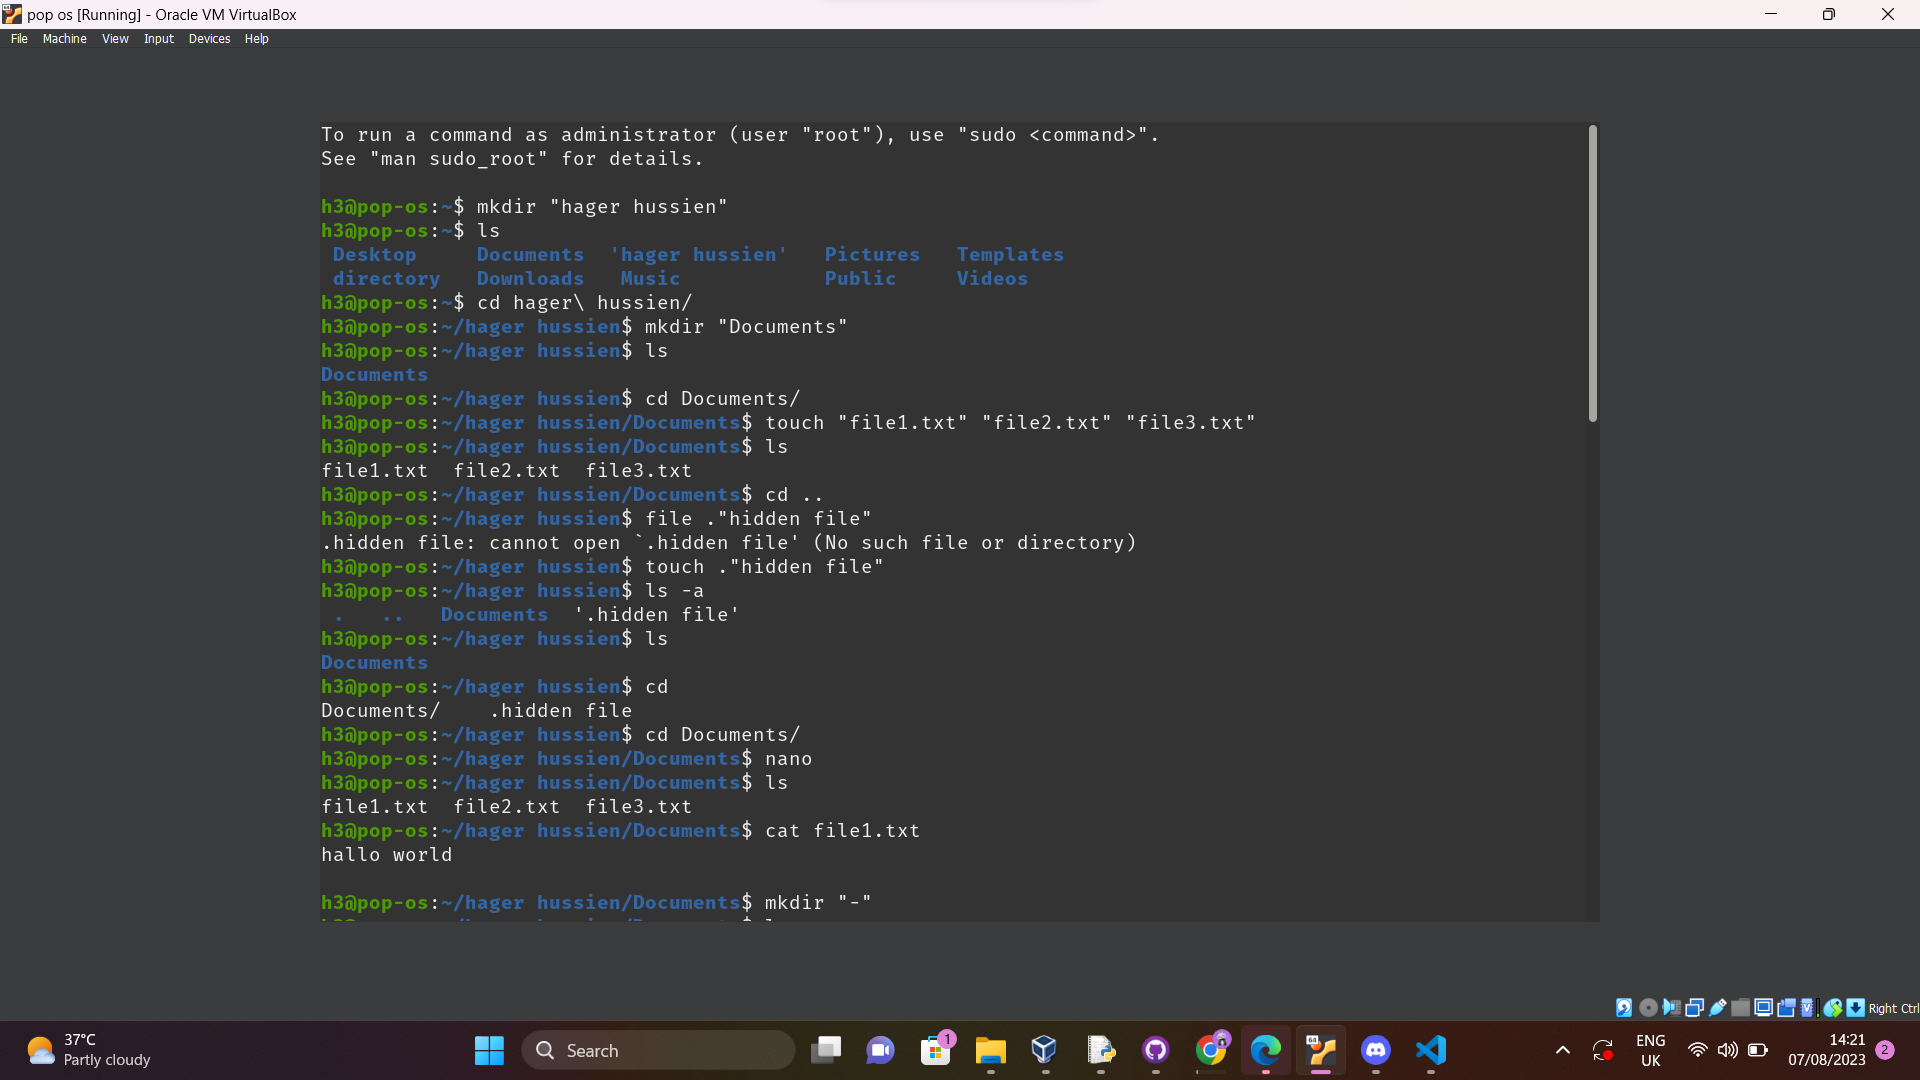 pop os [Running] - Oracle VM VirtualBox
File Machine View Input Devices Help
To run a command as administrator (user "root"), use "sudo <command>".
See "man sudo_root" for details.
h3@pop-os:~$ mkdir "hager hussien"
h3@pop-os:~$ ls
Desktop Documents 'hager hussien' Pictures Templates
directory Downloads Music Public Videos
h3@pop-os:~$ cd hager\ hussien/
h3@pop-os:~/hager hussien$ mkdir "Documents"
h3@pop-os:~/hager hussien$ ls
Documents
h3@pop-os:~/hager hussien$ cd Documents/
h3@pop-os:~/hager hussien/Documents$ touch "file1.txt" "file2.txt" "file3.txt"
h3@pop-os:~/hager hussien/Documents$ ls
file1.txt file2.txt file3.txt
h3@pop-os:~/hager hussien/Documents$ cd ..
h3@pop-os:~/hager hussien$ file ."hidden file"
.hidden file: cannot open `.hidden file' (No such file or directory)
h3@pop-os:~/hager hussien$ touch ."hidden file"
h3@pop-os:~/hager hussien$ ls -a
. .. Documents '.hidden file'
h3@pop-os:~/hager hussien$ ls
Documents
h3@pop-os:~/hager hussien$ cd
Documents/ .hidden file
h3@pop-os:~/hager hussien$ cd Documents/
h3@pop-os:~/hager hussien/Documents$ nano
h3@pop-os:~/hager hussien/Documents$ ls
file1.txt file2.txt file3.txt
h3@pop-os:~/hager hussien/Documents$ cat file1.txt
hallo world
h3@pop-os:~/hager hussien/Documents$ mkdir "-"
Right Ctrl
37°C
Partly cloudy
Search
1
64
ENG
UK
14:21
07/08/2023
2